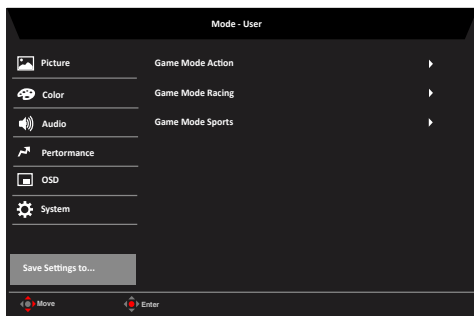 Mode - User
Picture
Game Mode Action
Color
Game Mode Racing
Audio
Game Mode Sports
Pertormance
OSD
System
Save Settings to...
Move
Enter